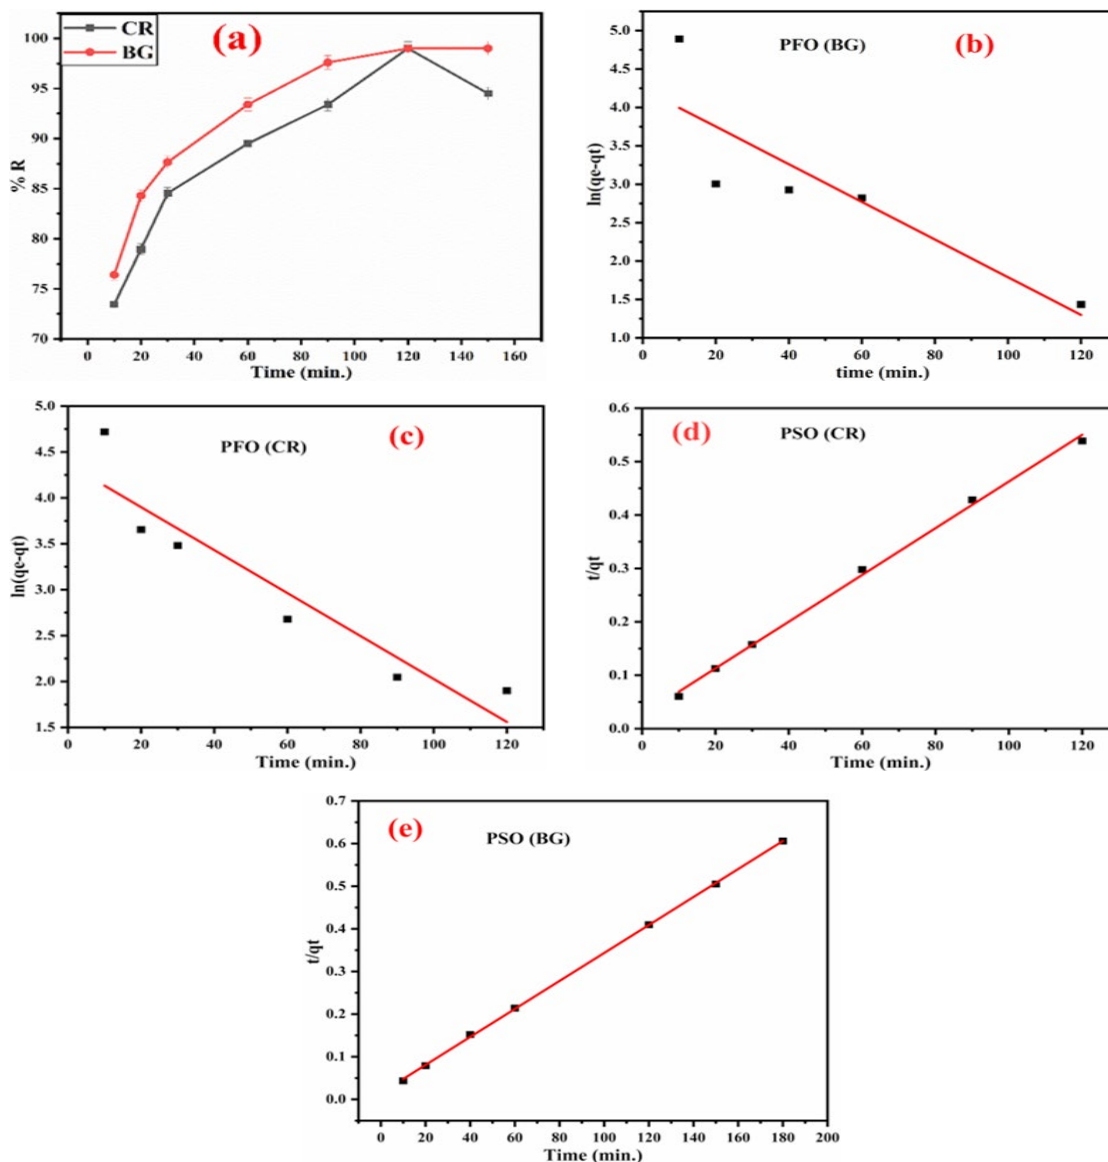 (a)
CR
BG
100
95
90
85
80
75
70
% R
0 20 40 60 80 100 120 140 160
Time (min.)
(b)
PFO (BG)
5.0
4.5
4.0
3.5
3.0
2.5
2.0
1.5
1.0
ln(qe-qt)
0 20 40 60 80 100 120
time (min.)
(c)
PFO (CR)
5.0
4.5
4.0
3.5
3.0
2.5
2.0
1.5
ln(qe-qt)
0 20 40 60 80 100 120
Time (min.)
(d)
PSO (CR)
0.6
0.5
0.4
0.3
0.2
0.1
0.0
t/qt
0 20 40 60 80 100 120
Time (min.)
(e)
PSO (BG)
0.7
0.6
0.5
0.4
0.3
0.2
0.1
0.0
t/qt
0 20 40 60 80 100 120 140 160 180 200
Time (min.)